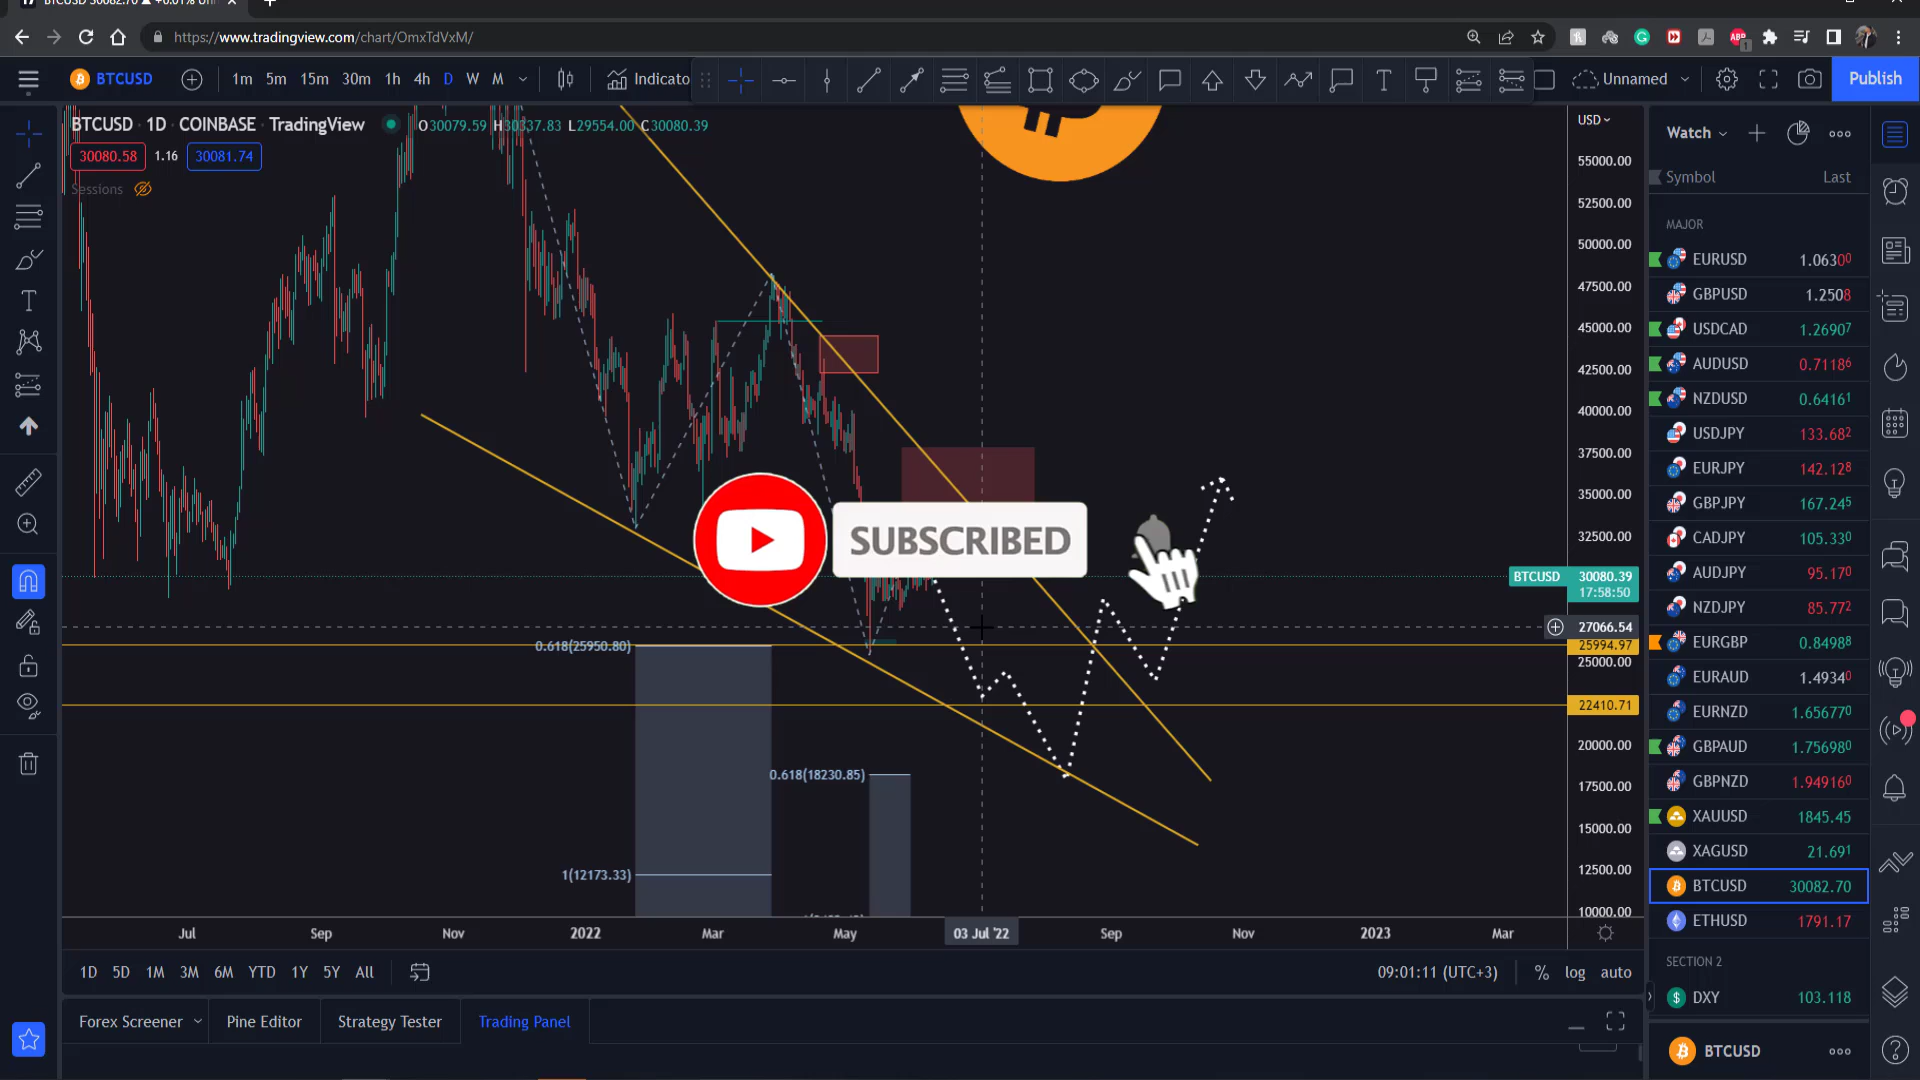 BTCUSD 30082.70 ▲ +0.01% Un
https://www.tradingview.com/chart/OmxTdVxM/
BTCUSD 1m 5m 15m 30m 1h 4h D W M Indicato Unnamed Publish
BTCUSD · 1D · COINBASE · TradingView O30079.59 H30337.83 L29554.00 C30080.39
30080.58 1.16 30081.74
Sessions
USD
55000.00
52500.00
50000.00
47500.00
45000.00
42500.00
40000.00
37500.00
35000.00
32500.00
BTCUSD 30080.39
17:58:50
27066.54
25994.97
25000.00
22410.71
20000.00
17500.00
15000.00
12500.00
10000.00
SUBSCRIBED
0.618(25950.80)
0.618(18230.85)
1(12173.33)
Jul Sep Nov 2022 Mar May 03 Jul '22 Sep Nov 2023 Mar
1D 5D 1M 3M 6M YTD 1Y 5Y All 09:01:11 (UTC+3) % log auto
Forex Screener Pine Editor Strategy Tester Trading Panel
Watch
Symbol Last
MAJOR
EURUSD 1.06300
GBPUSD 1.2508
USDCAD 1.26907
AUDUSD 0.71186
NZDUSD 0.64161
USDJPY 133.682
EURJPY 142.128
GBPJPY 167.245
CADJPY 105.330
AUDJPY 95.170
NZDJPY 85.772
EURGBP 0.84988
EURAUD 1.49340
EURNZD 1.656770
GBPAUD 1.756980
GBPNZD 1.949160
XAUUSD 1845.45
XAGUSD 21.691
BTCUSD 30082.70
ETHUSD 1791.17
SECTION 2
DXY 103.118
BTCUSD